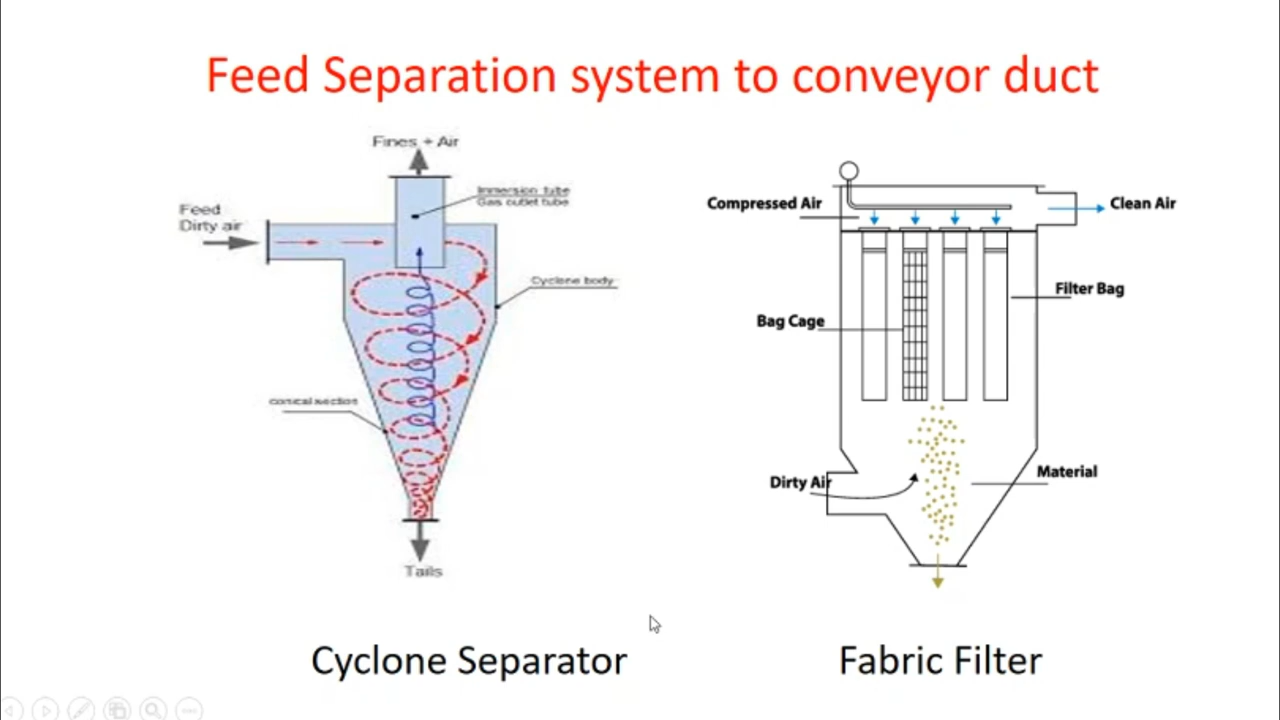 Feed Separation system to conveyor duct
Fines + Air
Immersion tube
Gas outlet tube
Feed
Dirty air
Cyclone body
conical section
Tails
Cyclone Separator
Compressed Air
Clean Air
Filter Bag
Bag Cage
Material
Dirty Air
Fabric Filter